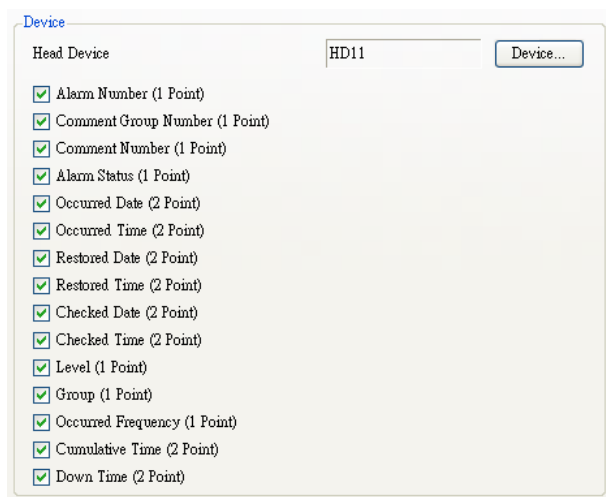 Device
Head Device HD11 Device...
Alarm Number (1 Point)
Comment Group Number (1 Point)
Comment Number (1 Point)
Alarm Status (1 Point)
Occurred Date (2 Point)
Occurred Time (2 Point)
Restored Date (2 Point)
Restored Time (2 Point)
Checked Date (2 Point)
Checked Time (2 Point)
Level (1 Point)
Group (1 Point)
Occurred Frequency (1 Point)
Cumulative Time (2 Point)
Down Time (2 Point)